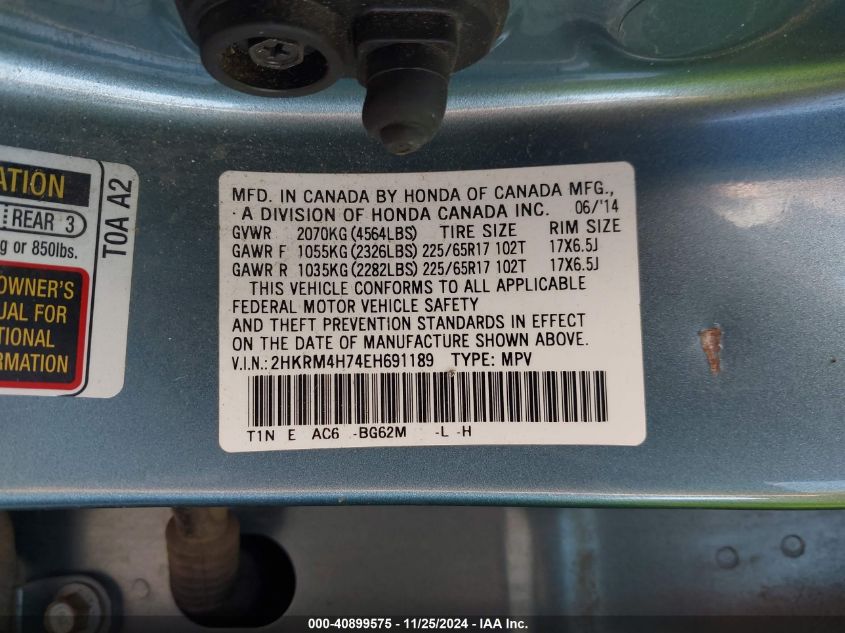 ATION
REAR 3
g or 850lbs.
OWNER'S
UAL FOR
TIONAL
RMATION
T0A A2
MFD. IN CANADA BY HONDA OF CANADA MFG.,
A DIVISION OF HONDA CANADA INC. 06/'14
GVWR 2070KG (4564LBS) TIRE SIZE RIM SIZE
GAWR F 1055KG (2326LBS) 225/65R17 102T 17X6.5J
GAWR R 1035KG (2282LBS) 225/65R17 102T 17X6.5J
THIS VEHICLE CONFORMS TO ALL APPLICABLE
FEDERAL MOTOR VEHICLE SAFETY
AND THEFT PREVENTION STANDARDS IN EFFECT
ON THE DATE OF MANUFACTURE SHOWN ABOVE.
V.I.N.: 2HKRM4H74EH691189 TYPE: MPV
T1N E AC6 -BG62M -L -H
000-40899575 - 11/25/2024 - IAA Inc.